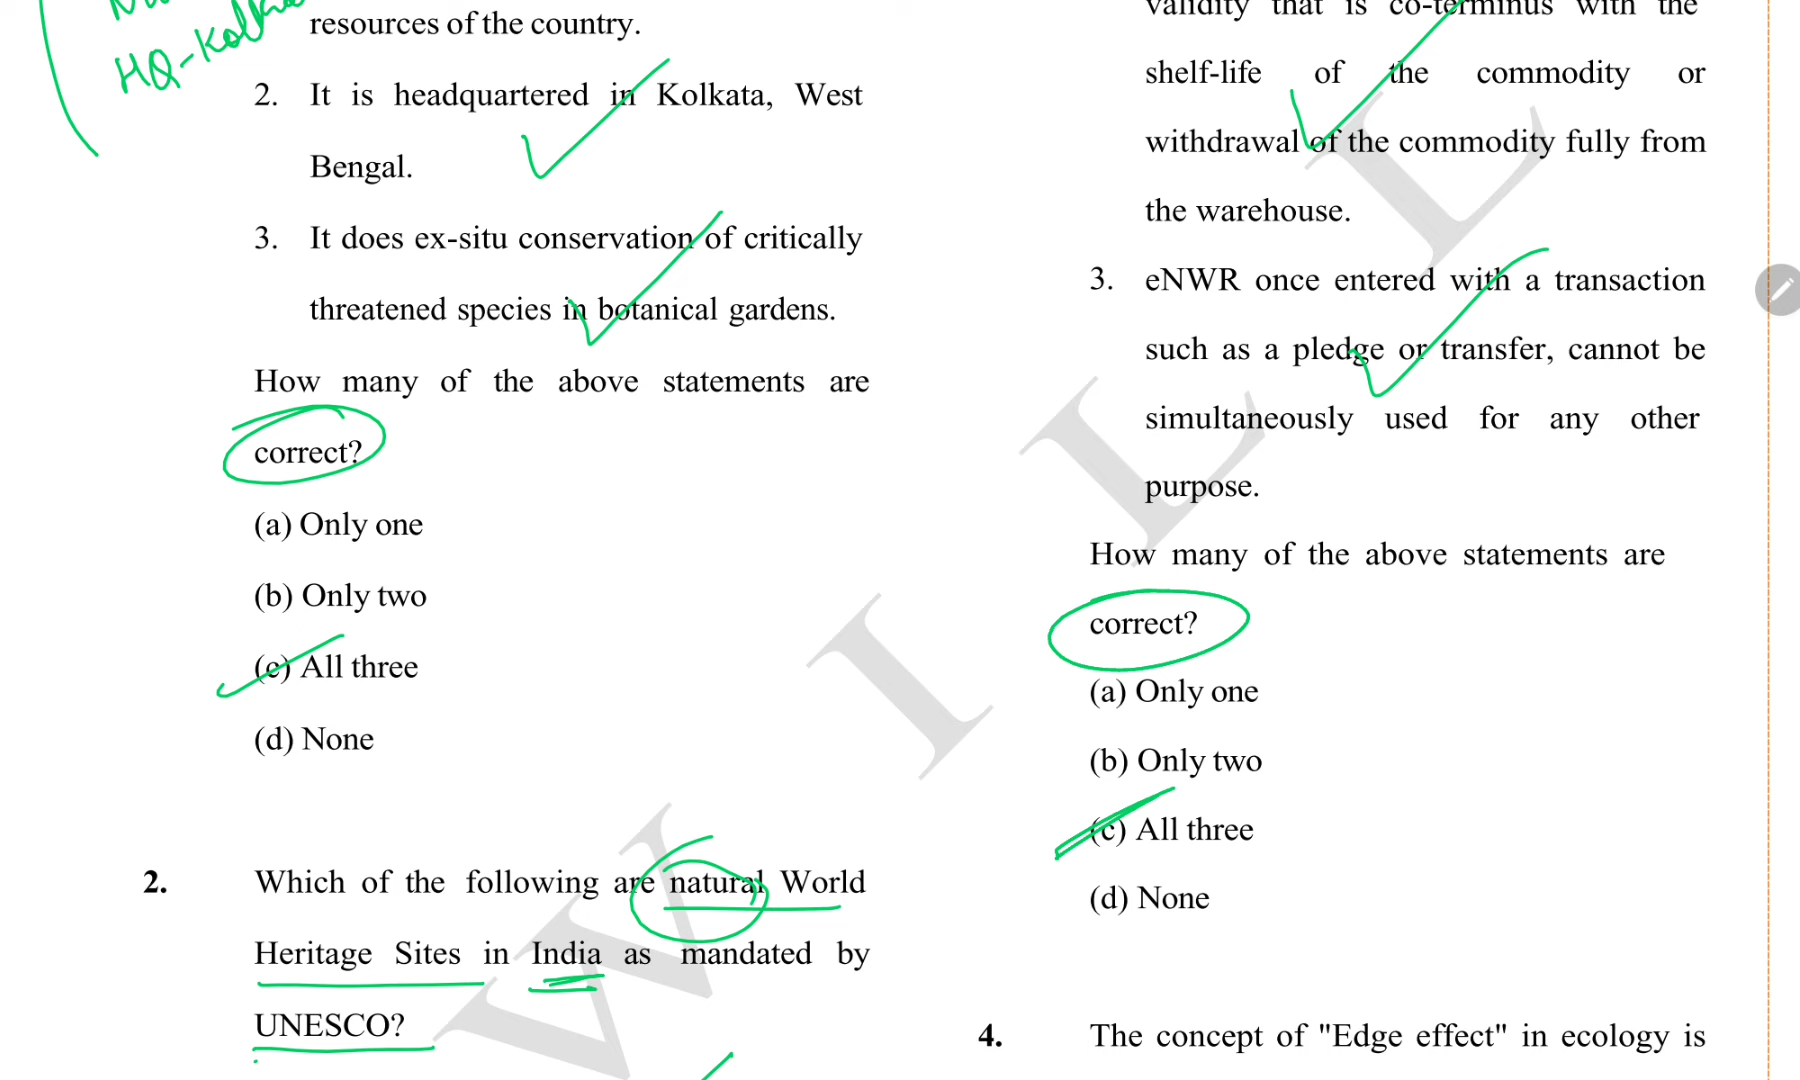 HQ-Kolka
resources of the country.
2. It is headquartered in Kolkata, West
Bengal.
3. It does ex-situ conservation of critically
threatened species in botanical gardens.
How many of the above statements are
correct?
(a) Only one
(b) Only two
(c) All three
(d) None
2. Which of the following are natural World
Heritage Sites in India as mandated by
UNESCO?
validity that is co-terminus with the
shelf-life of the commodity or
withdrawal of the commodity fully from
the warehouse.
3. eNWR once entered with a transaction
such as a pledge or transfer, cannot be
simultaneously used for any other
purpose.
How many of the above statements are
correct?
(a) Only one
(b) Only two
(c) All three
(d) None
4. The concept of "Edge effect" in ecology is
W I L L